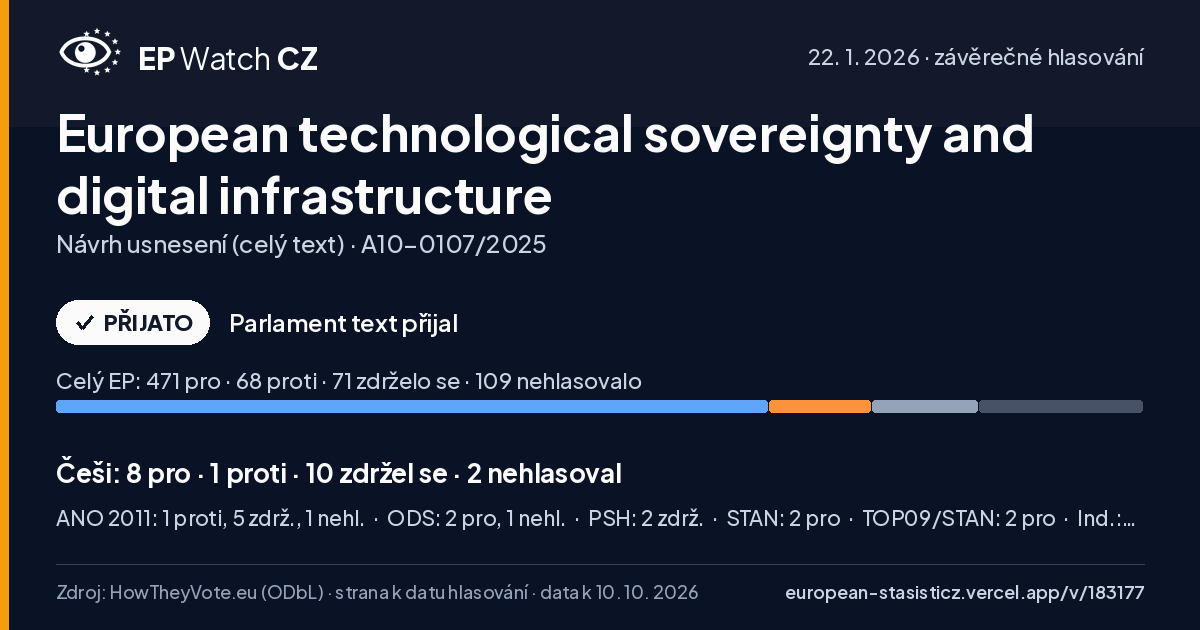 EP Watch CZ
22. 1. 2026 · závěrečné hlasování
European technological sovereignty and
digital infrastructure
Návrh usnesení (celý text) · A10-0107/2025
✓ PŘIJATO Parlament text přijal
Celý EP: 471 pro · 68 proti · 71 zdrželo se · 109 nehlasovalo
Češi: 8 pro · 1 proti · 10 zdržel se · 2 nehlasoval
ANO 2011: 1 proti, 5 zdrž., 1 nehl. · ODS: 2 pro, 1 nehl. · PSH: 2 zdrž. · STAN: 2 pro · TOP09/STAN: 2 pro · Ind.:…
Zdroj: HowTheyVote.eu (ODbL) · strana k datu hlasování · data k 10. 10. 2026
european-stasisticz.vercel.app/v/183177